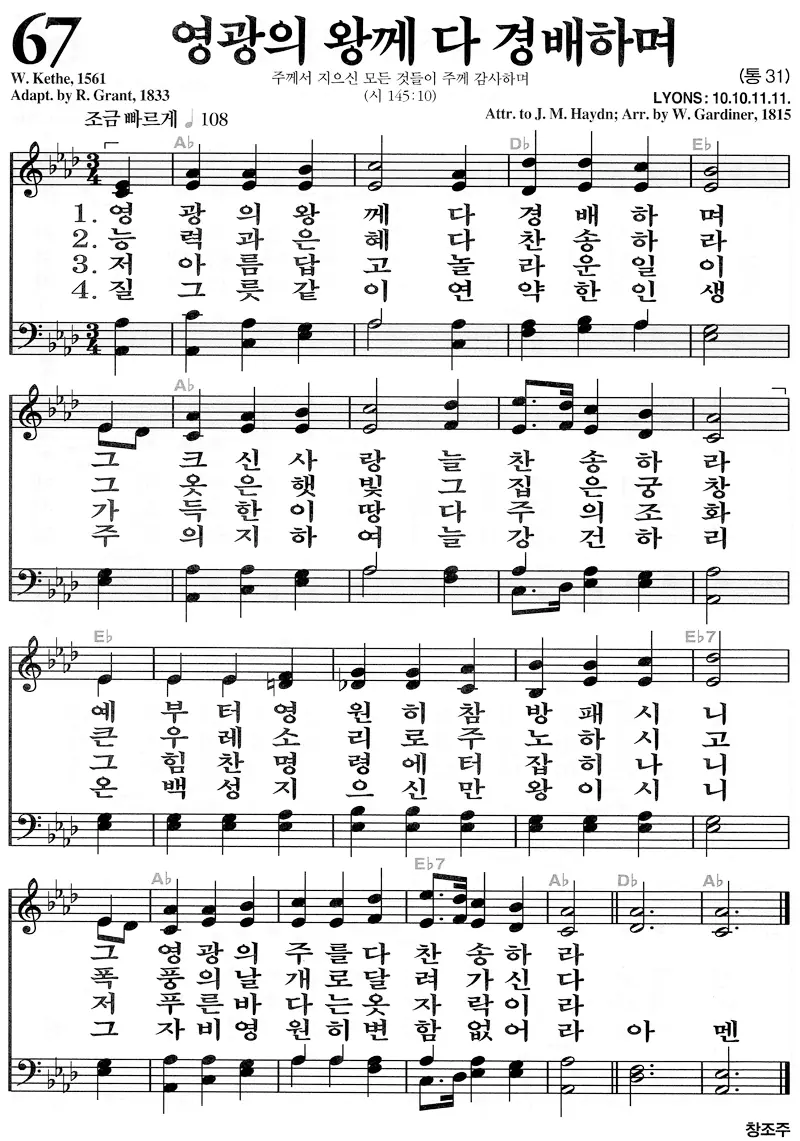 67 영광의 왕께 다 경배하며
W. Kethe, 1561 주께서 지으신 모든 것들이 주께 감사하며 (통 31)
Adapt. by R. Grant, 1833 (시 145:10) LYONS: 10.10.11.11.
조금 빠르게 ♩ 108 Attr. to J. M. Haydn; Arr. by W. Gardiner, 1815
A♭ D♭ E♭
3/4
1. 영 광 의 왕 께 다 경 배 하 며
2. 능 력 과 은 혜 다 찬 송 하 라
3. 저 아 름 답 고 놀 라 운 일 이
4. 질 그 릇 같 이 연 약 한 인 생
3/4
A♭
그 크 신 사 랑 늘 찬 송 하 라
그 옷 은 햇 빛 그 집 은 궁 창
가 득 한 이 땅 다 주 의 조 화
주 의 지 하 여 늘 강 건 하 리
E♭ E♭7
예 부 터 영 원 히 참 방 패 시 니
큰 우 레 소 리 로 주 노 하 시 고
그 힘 찬 명 령 에 터 잡 히 나 니
온 백 성 지 으 신 만 왕 이 시 니
A♭ E♭7 A♭ D♭ A♭
그 영 광 의 주 를 다 찬 송 하 라
폭 풍 의 날 개 로 달 려 가 신 다
저 푸 른 바 다 는 옷 자 락 이 라
그 자 비 영 원 히 변 함 없 어 라 아 멘
창조주